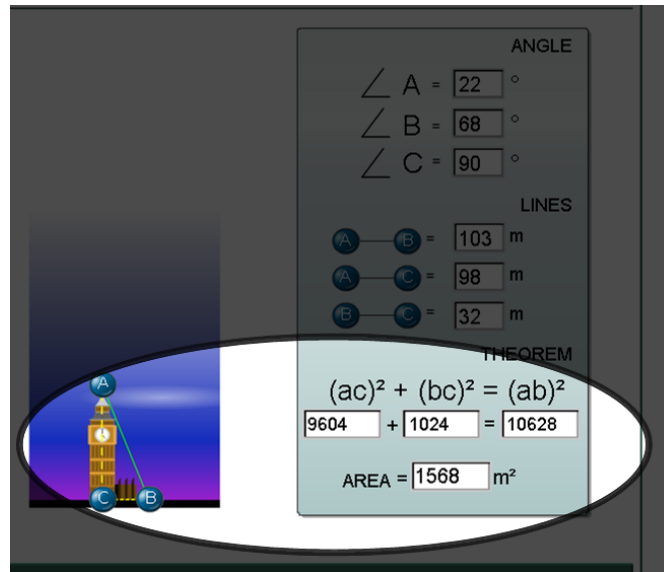 ANGLE
∠ A = 22 °
∠ B = 68 °
∠ C = 90 °
LINES
A B = 103 m
A C = 98 m
B C = 32 m
THEOREM
(ac)² + (bc)² = (ab)²
9604 + 1024 = 10628
AREA = 1568 m²
A
C B